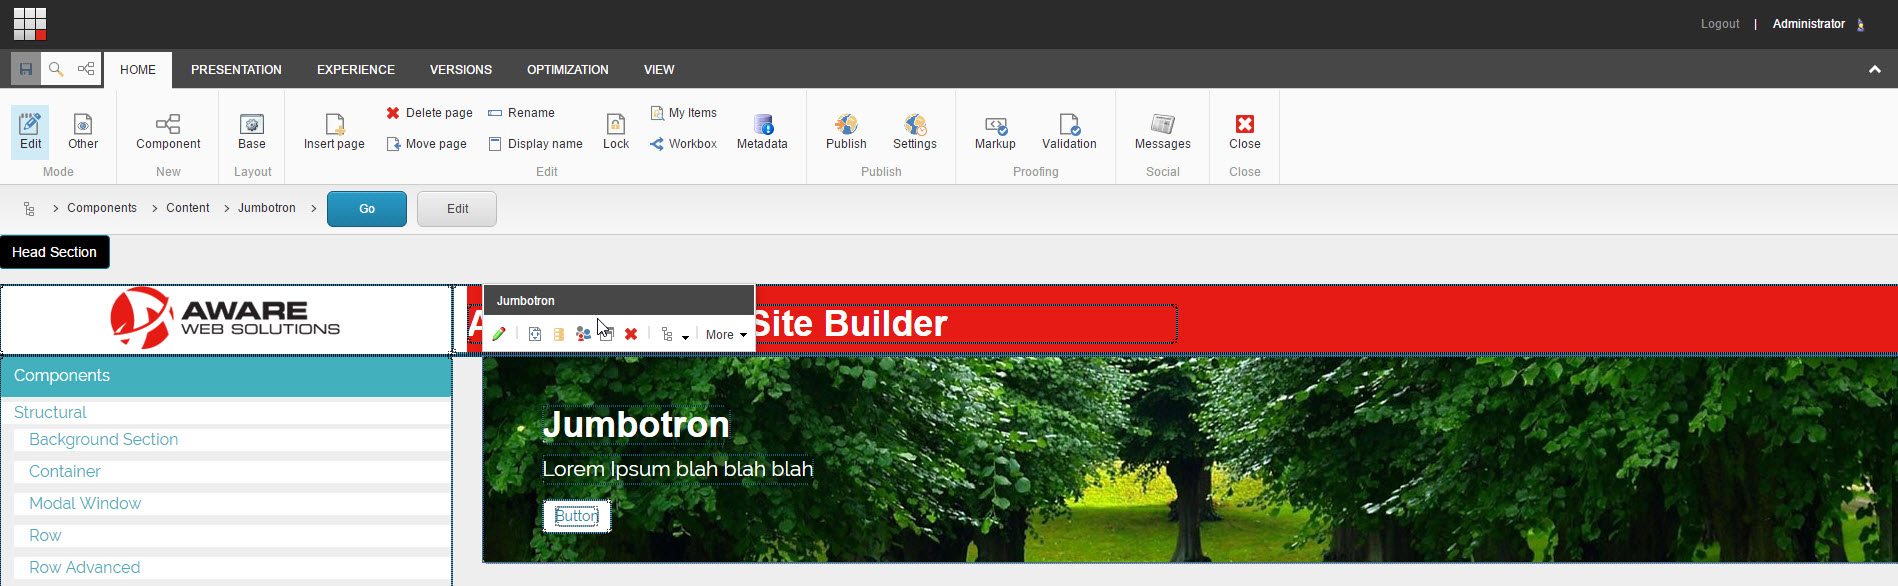 Logout | Administrator
HOME PRESENTATION EXPERIENCE VERSIONS OPTIMIZATION VIEW
Delete page Rename My Items
Edit Other Component Base Insert page Move page Display name Lock Workbox Metadata Publish Settings Markup Validation Messages Close
Mode New Layout Edit Publish Proofing Social Close
> Components > Content > Jumbotron > Go Edit
Head Section
AWARE
WEB SOLUTIONS
Jumbotron
More
Site Builder
Components
Structural
Background Section
Container
Modal Window
Row
Row Advanced
Jumbotron
Lorem Ipsum blah blah blah
Button